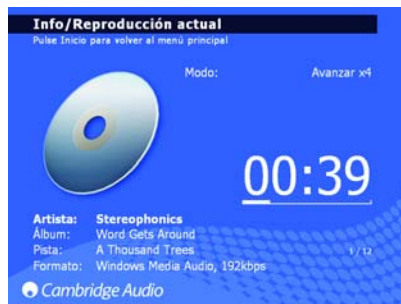 Info/Reproducción actual
Pulse Inicio para volver al menú principal
Modo: Avanzar x4
00:39
Artista: Stereophonics
Álbum: Word Gets Around
Pista: A Thousand Trees 1/12
Formato: Windows Media Audio, 192kbps
Cambridge Audio